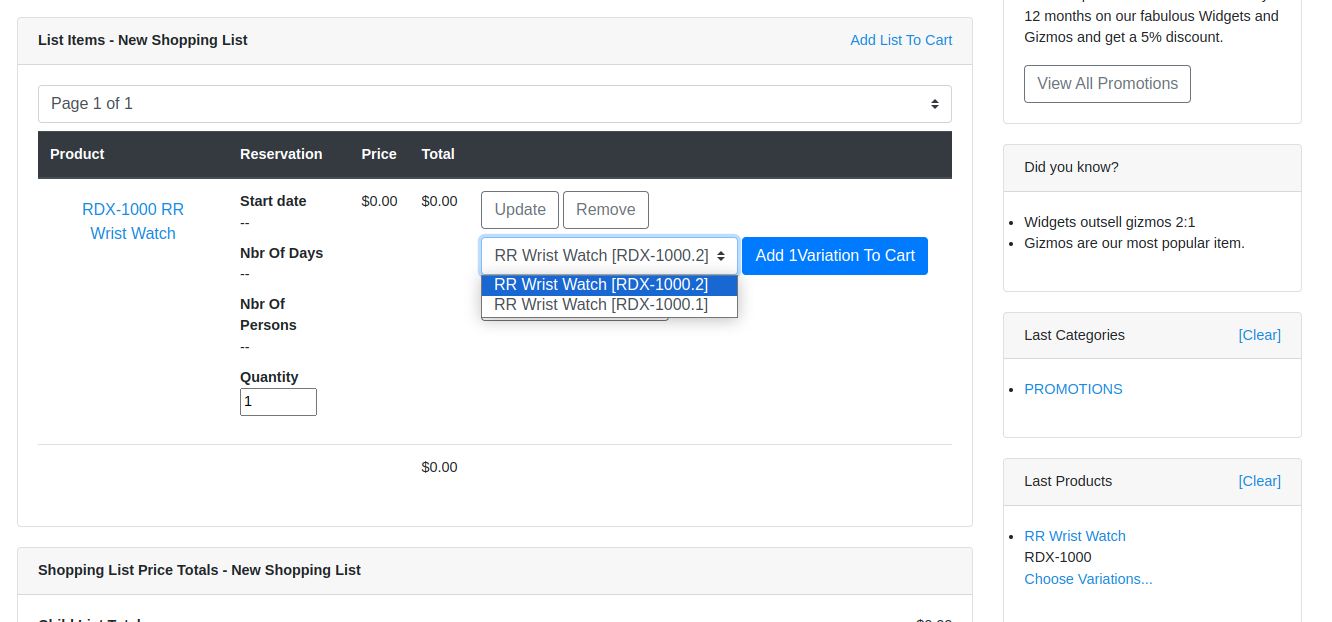 List Items - New Shopping List
Add List To Cart
Page 1 of 1
Product Reservation Price Total
RDX-1000 RR
Wrist Watch
Start date
--
Nbr Of Days
--
Nbr Of
Persons
--
Quantity
1
$0.00 $0.00
Update Remove
RR Wrist Watch [RDX-1000.2] Add 1Variation To Cart
RR Wrist Watch [RDX-1000.2]
RR Wrist Watch [RDX-1000.1]
$0.00
Shopping List Price Totals - New Shopping List
12 months on our fabulous Widgets and
Gizmos and get a 5% discount.
View All Promotions
Did you know?
Widgets outsell gizmos 2:1
Gizmos are our most popular item.
Last Categories [Clear]
PROMOTIONS
Last Products [Clear]
RR Wrist Watch
RDX-1000
Choose Variations...